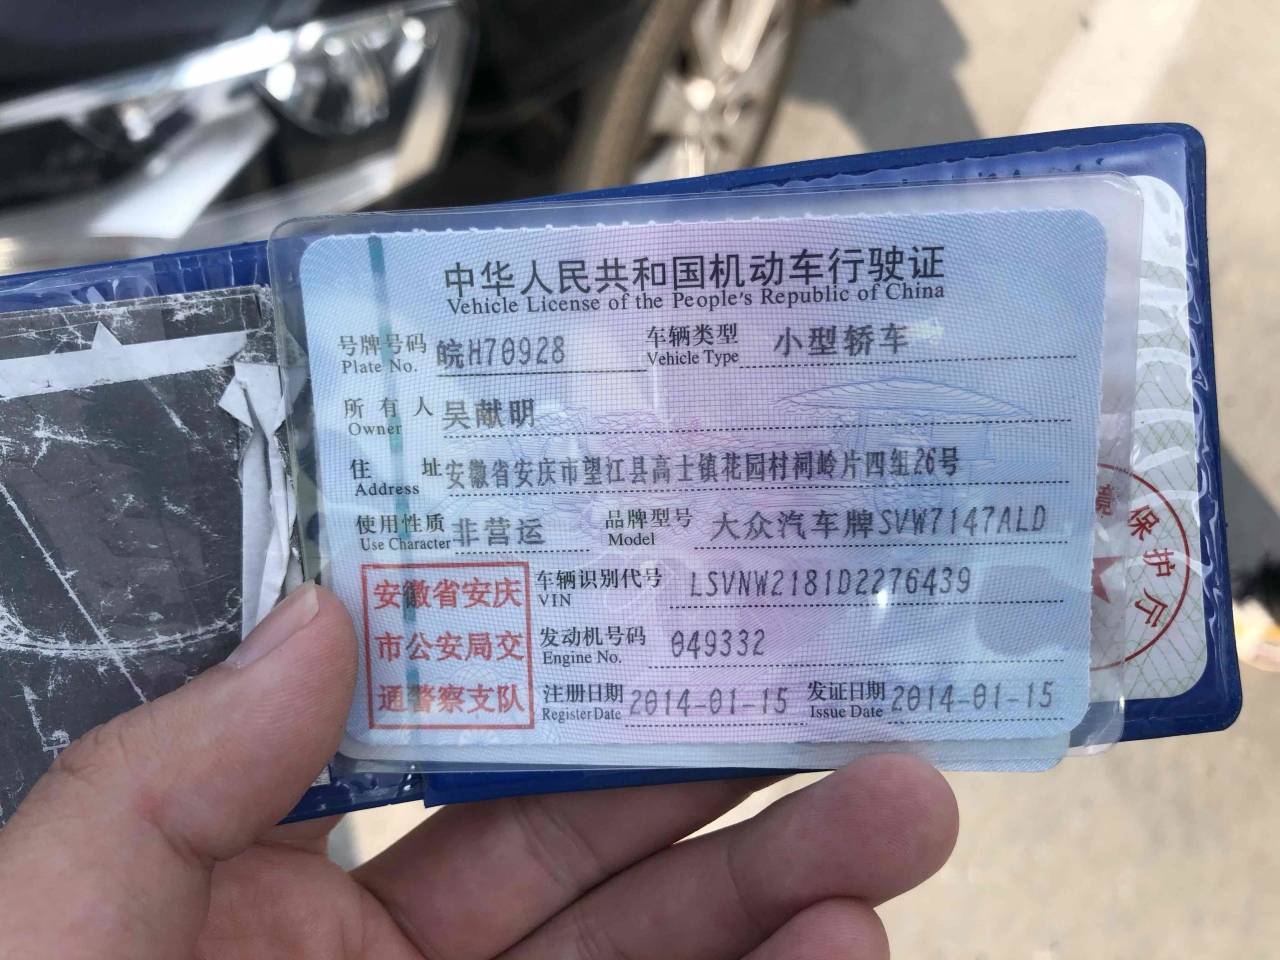 中华人民共和国机动车行驶证
Vehicle License of the People's Republic of China
号牌号码 皖H70928 车辆类型 小型轿车
Plate No. Vehicle Type
所有人 吴献明
Owner
住址 安徽省安庆市望江县高士镇花园村祠岭片四组26号
Address
使用性质 非营运 品牌型号 大众汽车牌SVW7147ALD
Use Character Model
安徽省安庆
市公安局交
通警察支队
车辆识别代号 LSVNW2181D2276439
VIN
发动机号码 049332
Engine No.
注册日期 2014-01-15 发证日期 2014-01-15
Register Date Issue Date
境保护厅